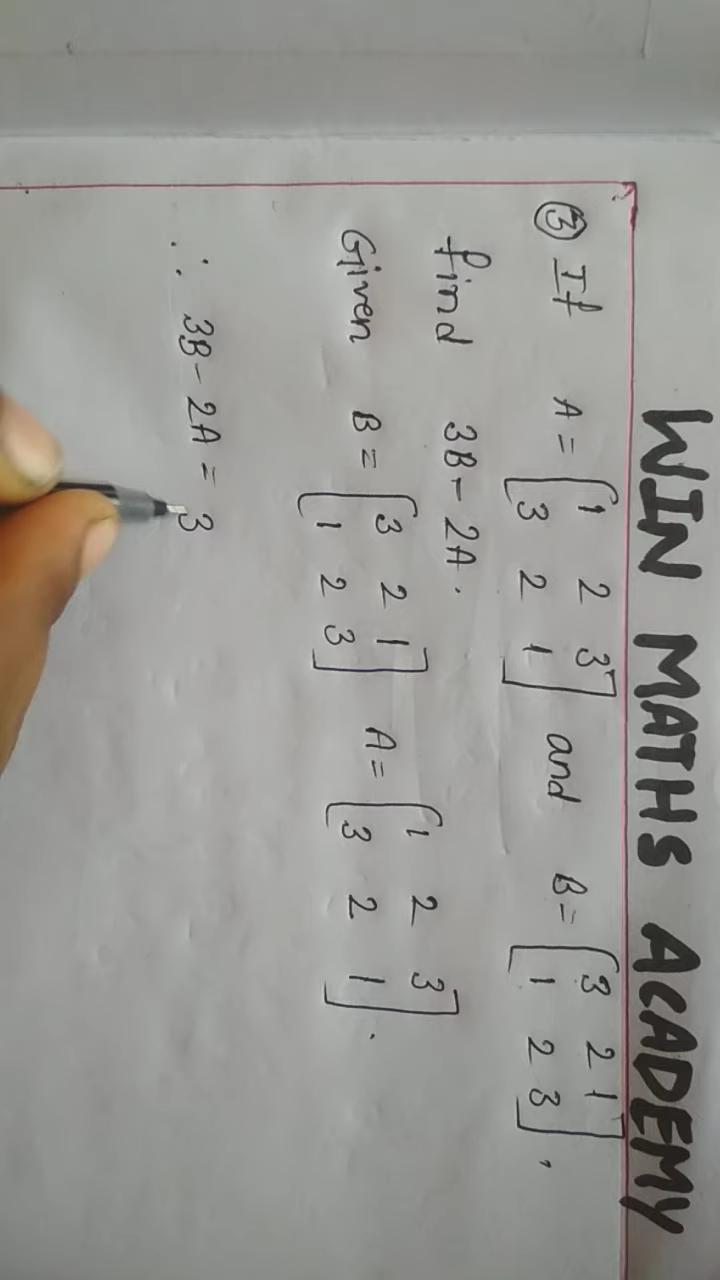 WIN MATHS ACADEMY
③ If A = [1 2 3
3 2 1] and B = [3 2 1
1 2 3].
find 3B - 2A.
Given B = [3 2 1
1 2 3] A = [1 2 3
3 2 1].
∴ 3B - 2A = 3